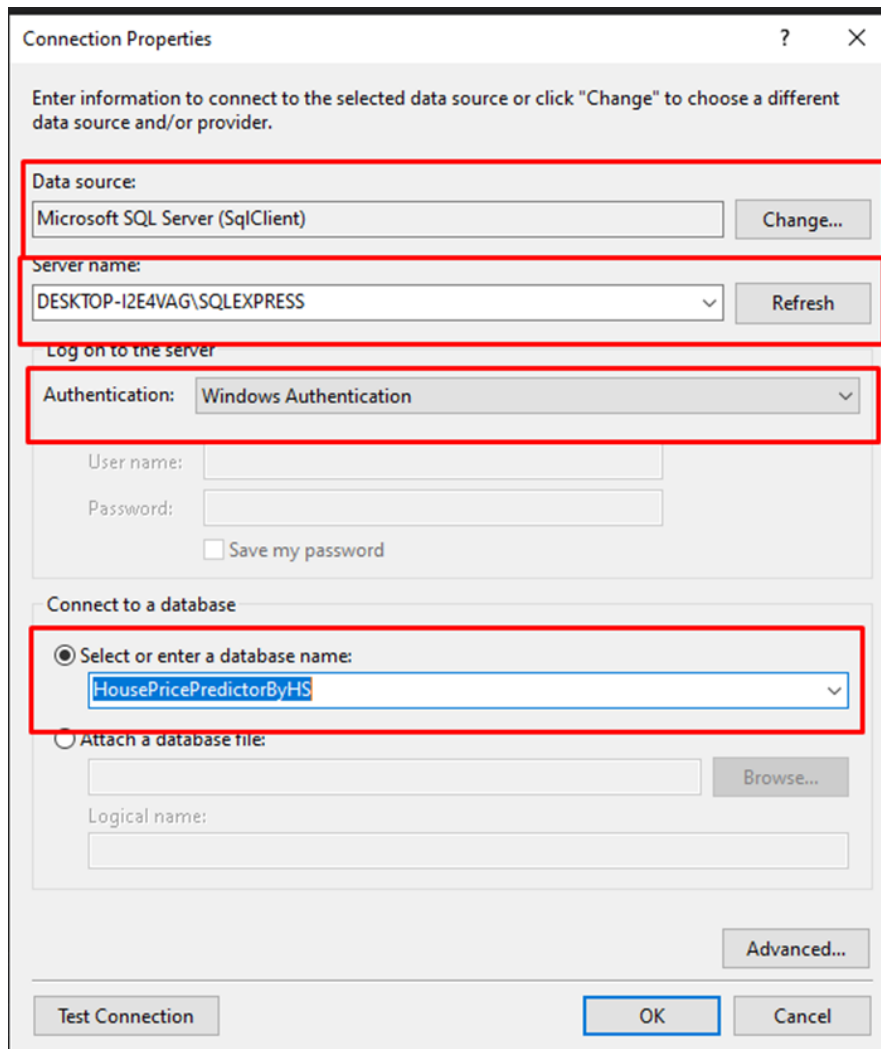 Connection Properties ?
Enter information to connect to the selected data source or click "Change" to choose a different
data source and/or provider.
Data source:
Microsoft SQL Server (SqlClient) Change...
Server name:
DESKTOP-I2E4VAG\SQLEXPRESS Refresh
Log on to the server
Authentication: Windows Authentication
User name:
Password:
Save my password
Connect to a database
Select or enter a database name:
HousePricePredictorByHS
Attach a database file:
Browse...
Logical name:
Advanced...
Test Connection OK Cancel